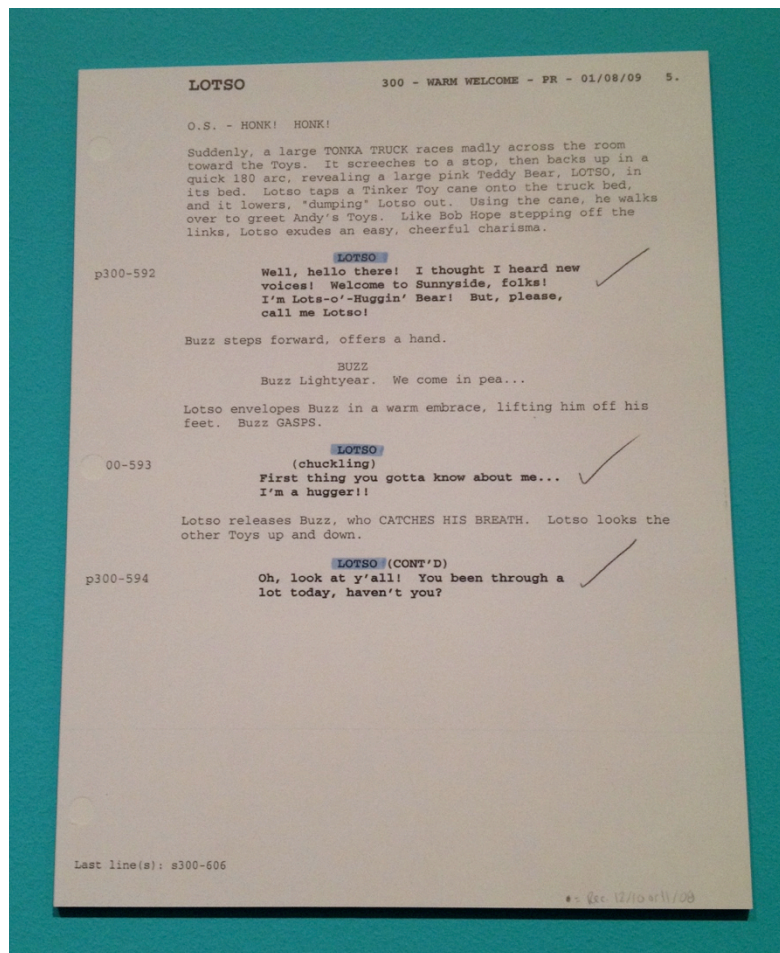 LOTSO 300 - WARM WELCOME - PR - 01/08/09 5.
O.S. - HONK! HONK!
Suddenly, a large TONKA TRUCK races madly across the room
toward the Toys. It screeches to a stop, then backs up in a
quick 180 arc, revealing a large pink Teddy Bear, LOTSO, in
its bed. Lotso taps a Tinker Toy cane onto the truck bed,
and it lowers, "dumping" Lotso out. Using the cane, he walks
over to greet Andy's Toys. Like Bob Hope stepping off the
links, Lotso exudes an easy, cheerful charisma.
LOTSO
p300-592 Well, hello there! I thought I heard new
voices! Welcome to Sunnyside, folks!
I'm Lots-o'-Huggin' Bear! But, please,
call me Lotso!
Buzz steps forward, offers a hand.
BUZZ
Buzz Lightyear. We come in pea...
Lotso envelopes Buzz in a warm embrace, lifting him off his
feet. Buzz GASPS.
LOTSO
00-593 (chuckling)
First thing you gotta know about me...
I'm a hugger!!
Lotso releases Buzz, who CATCHES HIS BREATH. Lotso looks the
other Toys up and down.
LOTSO (CONT'D)
p300-594 Oh, look at y'all! You been through a
lot today, haven't you?
Last line(s): s300-606
= Rec 12/10 or 11/08